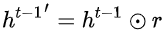 h^{t-1'} = h^{t-1} ⊙ r